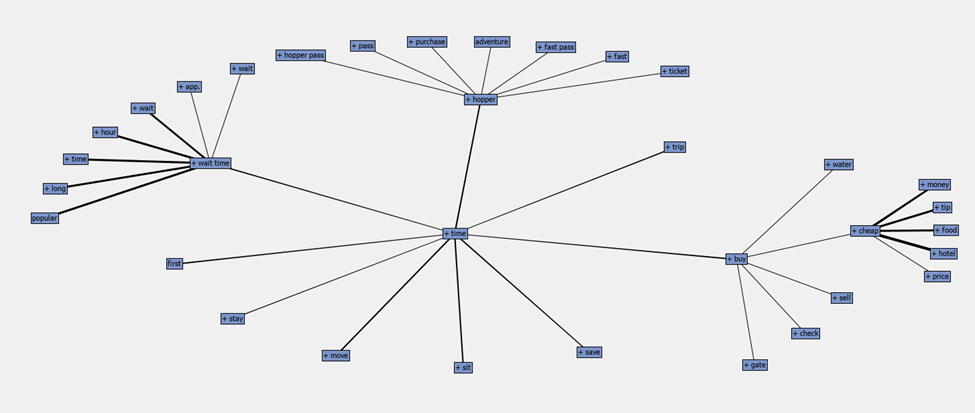 + pass
+ purchase
adventure
+ fast pass
+ hopper pass
+ fast
+ wait
+ ticket
+ app.
+ hopper
+ wait
+ hour
+ trip
+ time
+ wait time
+ water
+ long
+ money
+ tip
popular
+ time
+ cheap
+ food
+ hotel
first
+ buy
+ price
+ sell
+ stay
+ check
+ move
+ save
+ sit
+ gate